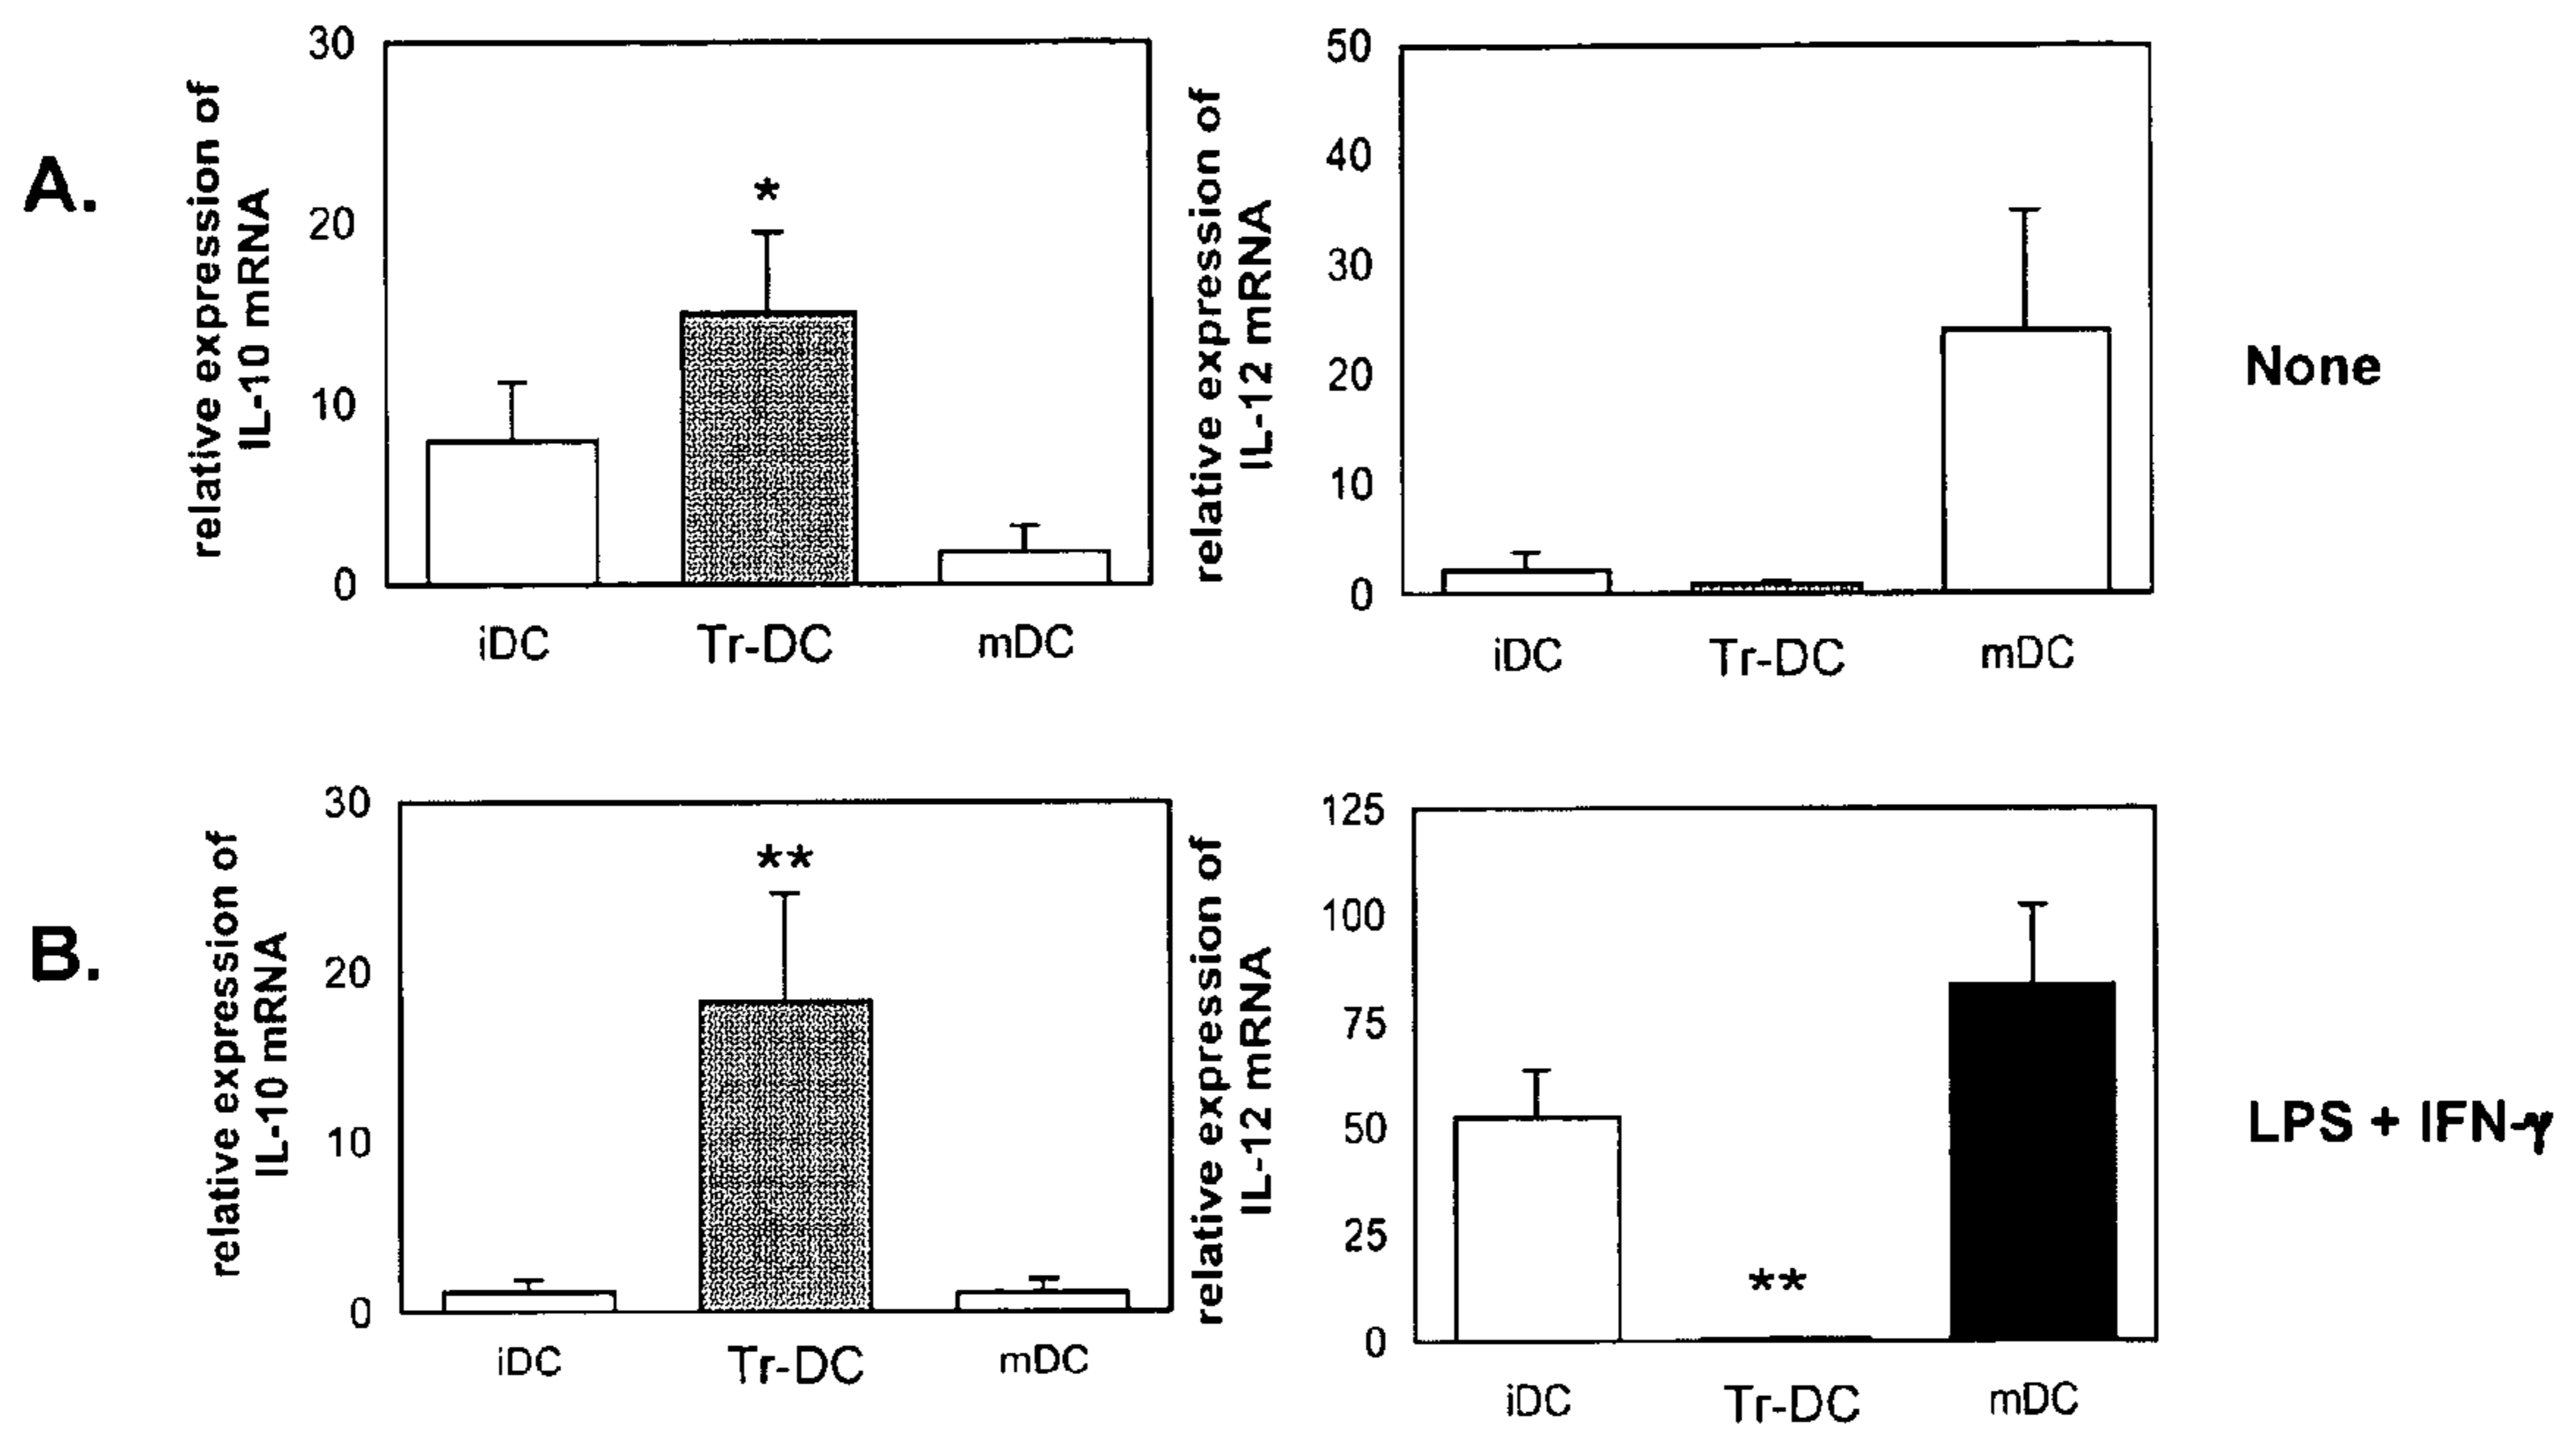 A.
relative expression of
IL-10 mRNA
30
20
10
0
*
iDC Tr-DC mDC
relative expression of
IL-12 mRNA
50
40
30
20
10
0
iDC Tr-DC mDC
None
B.
relative expression of
IL-10 mRNA
30
20
10
0
**
iDC Tr-DC mDC
relative expression of
IL-12 mRNA
125
100
75
50
25
0
**
iDC Tr-DC mDC
LPS + IFN-γ